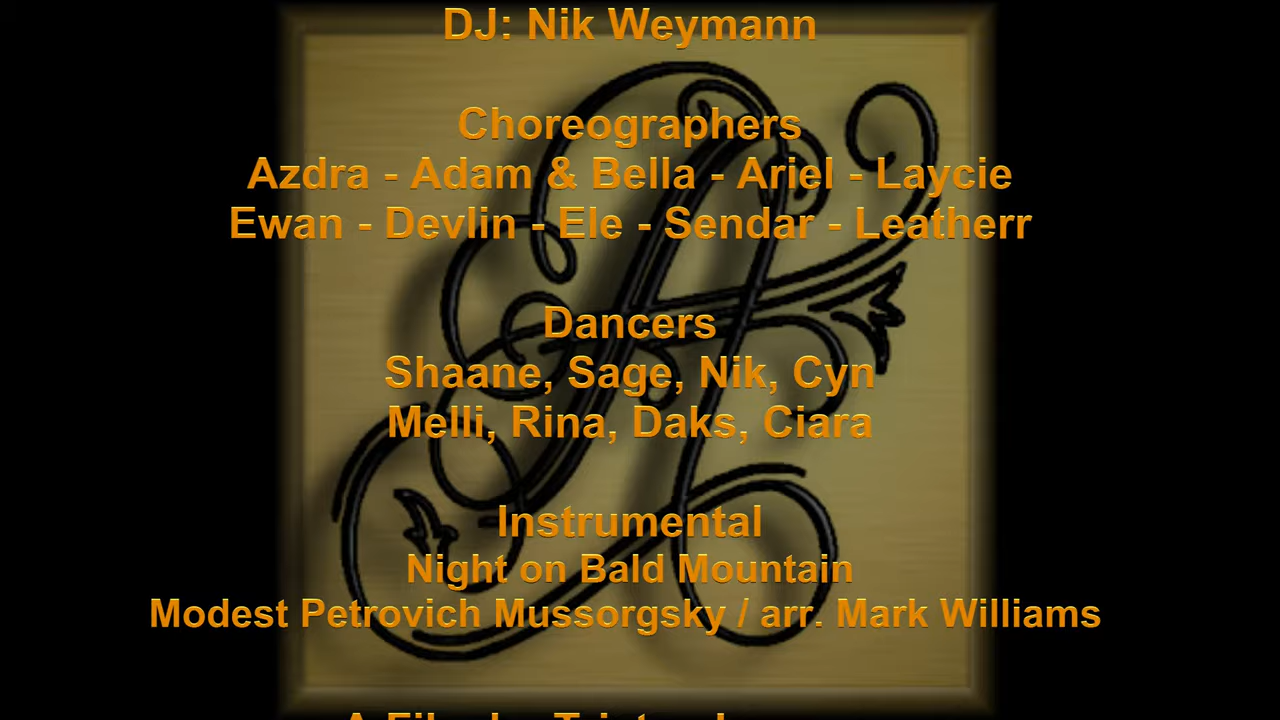 DJ: Nik Weymann
Choreographers
Azdra - Adam & Bella - Ariel - Laycie
Ewan - Devlin - Ele - Sendar - Leatherr
Dancers
Shaane, Sage, Nik, Cyn
Melli, Rina, Daks, Ciara
Instrumental
Night on Bald Mountain
Modest Petrovich Mussorgsky / arr. Mark Williams